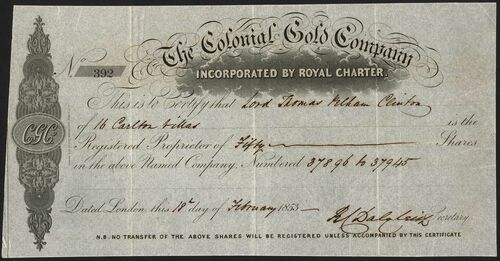 The Colonial Gold Company
No 392
INCORPORATED BY ROYAL CHARTER.
This is to Certify that Lord Thomas Pelham Clinton
of 16 Carlton Villas is the
Registered Proprietor of Fifty Shares
in the above Named Company, Numbered 37896 to 37945
CGC
Dated London, this 18th day of February 1853
Secretary.
N.B. NO TRANSFER OF THE ABOVE SHARES WILL BE REGISTERED UNLESS ACCOMPANIED BY THIS CERTIFICATE